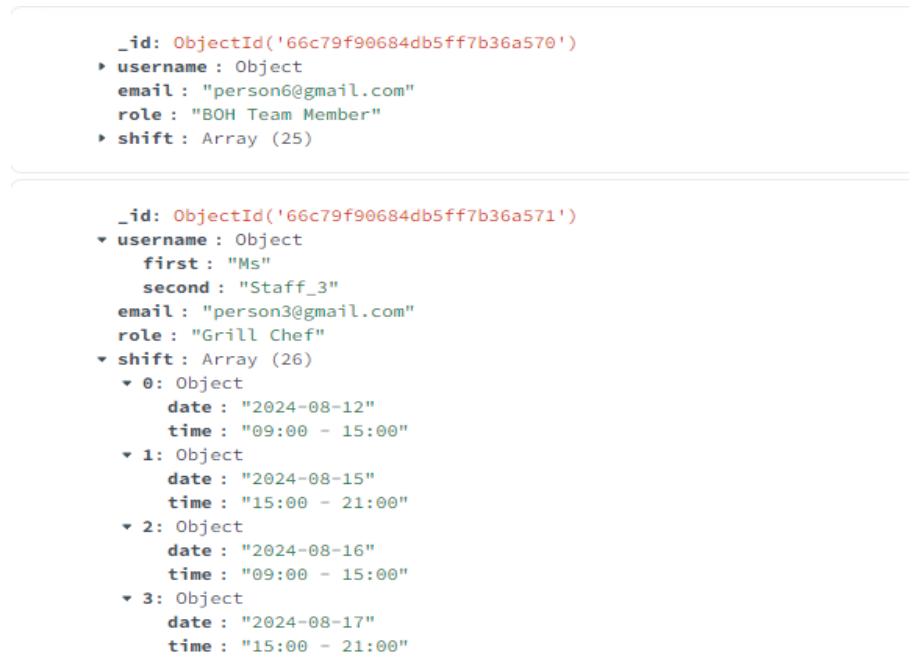 _id: ObjectId('66c79f90684db5ff7b36a570')
username : Object
email : "person6@gmail.com"
role : "BOH Team Member"
shift : Array (25)
_id: ObjectId('66c79f90684db5ff7b36a571')
username : Object
first : "Ms"
second : "Staff_3"
email : "person3@gmail.com"
role : "Grill Chef"
shift : Array (26)
0: Object
date : "2024-08-12"
time : "09:00 - 15:00"
1: Object
date : "2024-08-15"
time : "15:00 - 21:00"
2: Object
date : "2024-08-16"
time : "09:00 - 15:00"
3: Object
date : "2024-08-17"
time : "15:00 - 21:00"